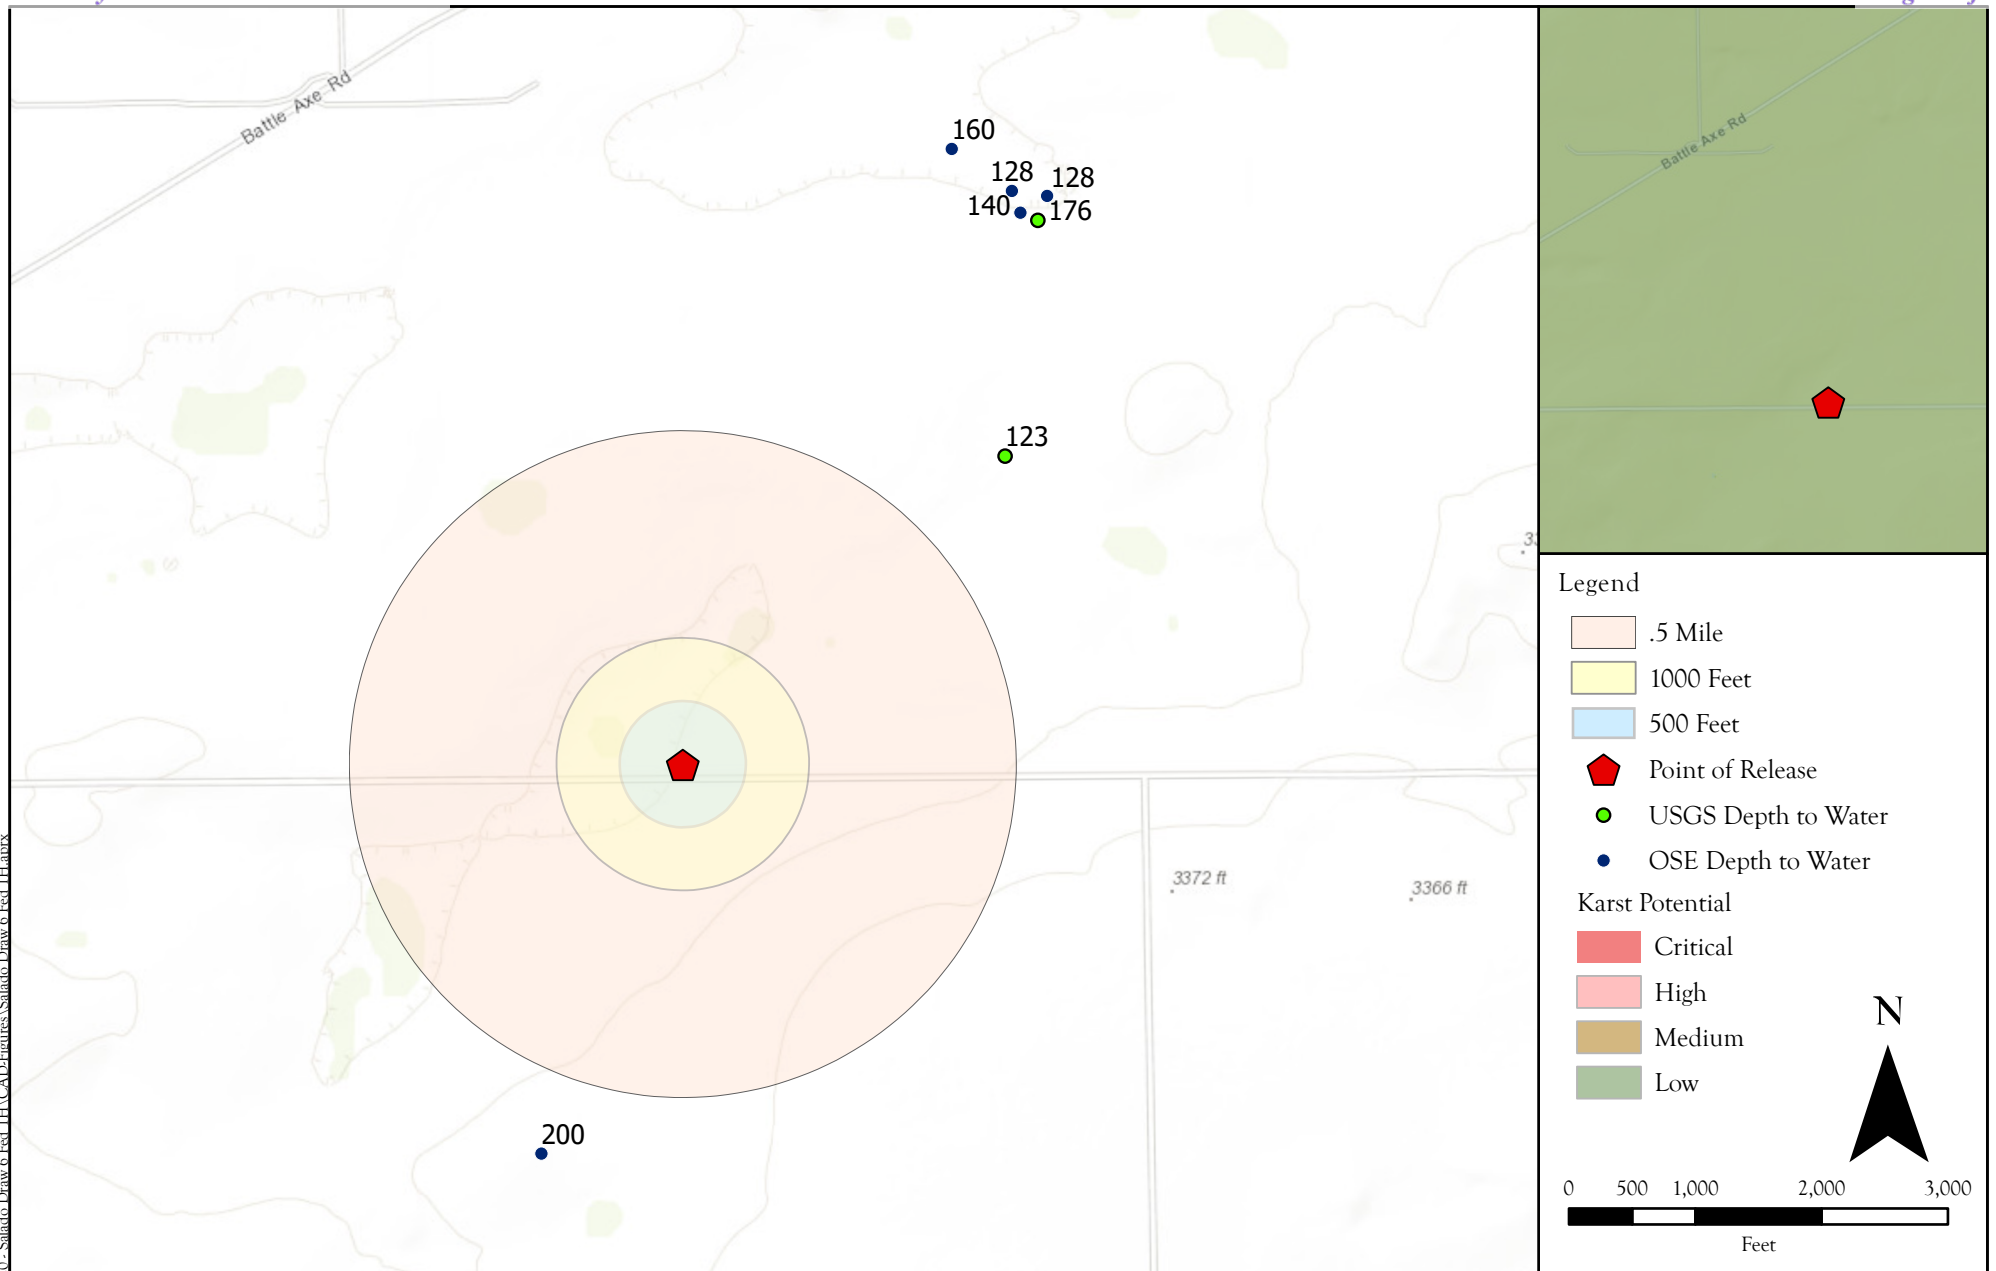 Battle Axe Rd
160
128
128
140
176
123
200
3372 ft
3366 ft
Battle Axe Rd
Legend
.5 Mile
1000 Feet
500 Feet
Point of Release
USGS Depth to Water
OSE Depth to Water
Karst Potential
Critical
High
Medium
Low
N
0 500 1,000 2,000 3,000
Feet